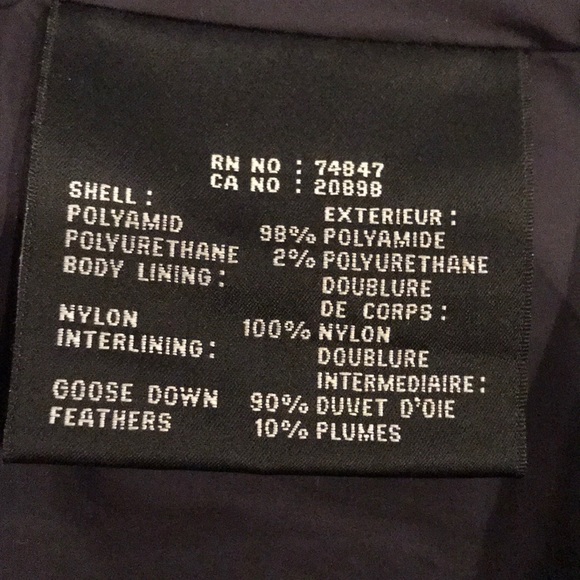 RN NO : 74847
CA NO : 20898
SHELL : EXTERIEUR :
POLYAMID 98% POLYAMIDE
POLYURETHANE 2% POLYURETHANE
BODY LINING : DOUBLURE
DE CORPS :
NYLON 100% NYLON
INTERLINING : DOUBLURE
INTERMEDIAIRE :
GOOSE DOWN 90% DUVET D'OIE
FEATHERS 10% PLUMES